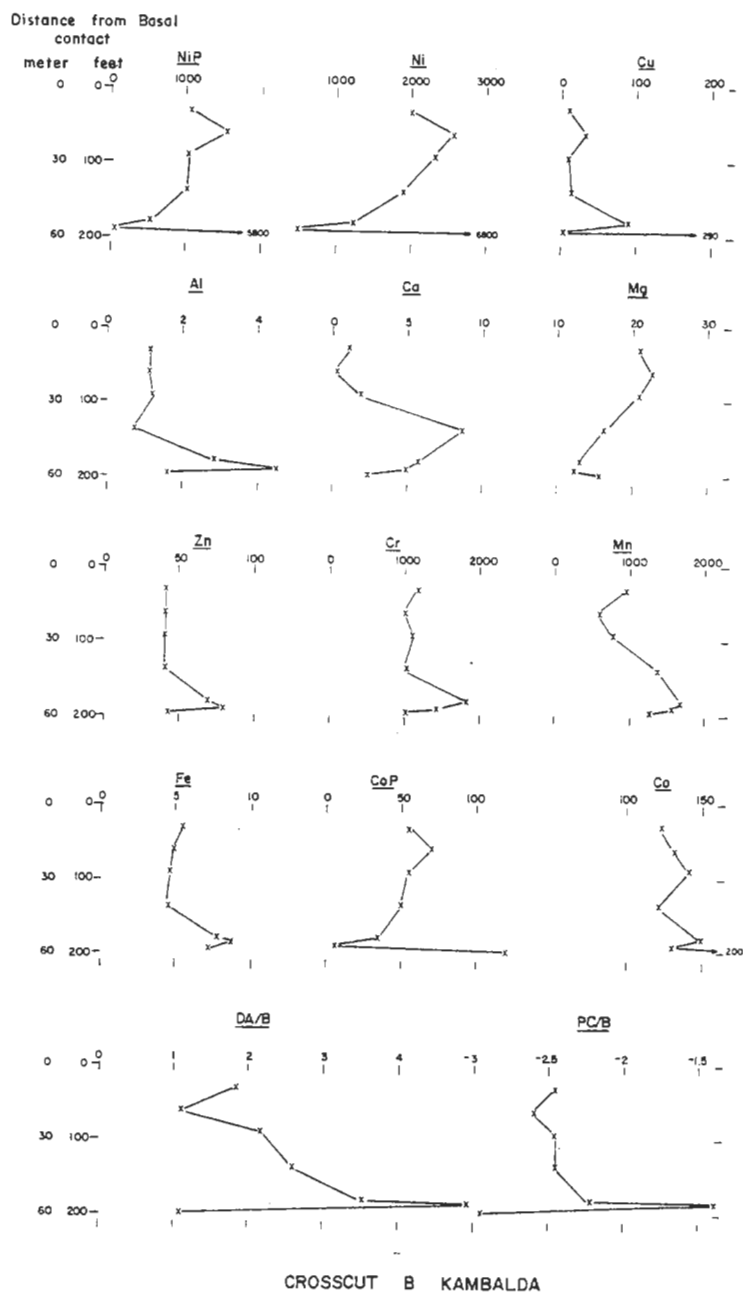 Distance from Basal
contact
meter feet
NiP
Ni
Cu
0 0 0 1000 1000 2000 3000 0 100 200
30 100
60 200 5800 6800 290
Al
Ca
Mg
0 0 0 2 4 0 5 10 10 20 30
30 100
60 200
Zn
Cr
Mn
0 0 0 50 100 0 1000 2000 0 1000 2000
30 100
60 200
Fe
CoP
Co
0 0 0 5 10 0 50 100 100 150
30 100
60 200 200
DA/B
PC/B
0 0 0 1 2 3 4 -3 -2.5 -2 -1.5
30 100
60 200
CROSSCUT B KAMBALDA